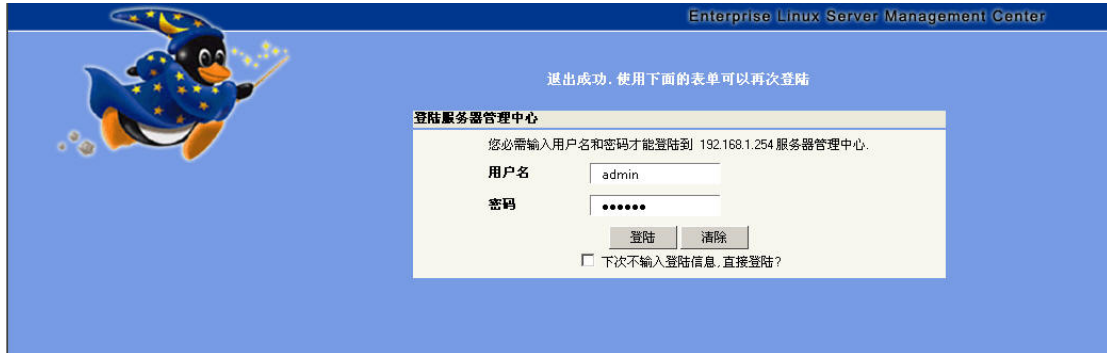 Enterprise Linux Server Management Center
退出成功.使用下面的表单可以再次登陆
登陆服务器管理中心
您必需输入用户名和密码才能登陆到 192.168.1.254 服务器管理中心.
用户名 admin
密码 ●●●●●●
登陆 清除
下次不输入登陆信息,直接登陆?